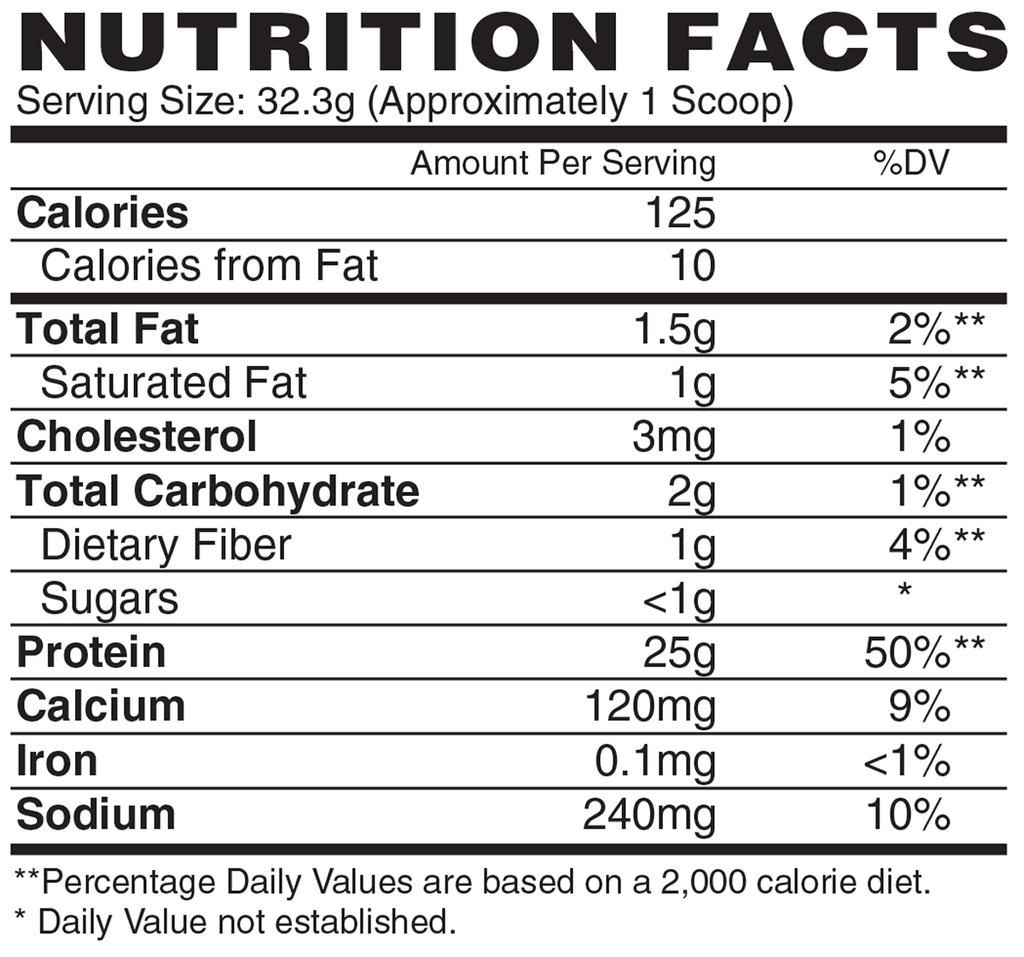 NUTRITION FACTS
Serving Size: 32.3g (Approximately 1 Scoop)
Amount Per Serving %DV
Calories 125
Calories from Fat 10
Total Fat 1.5g 2%**
Saturated Fat 1g 5%**
Cholesterol 3mg 1%
Total Carbohydrate 2g 1%**
Dietary Fiber 1g 4%**
Sugars <1g *
Protein 25g 50%**
Calcium 120mg 9%
Iron 0.1mg <1%
Sodium 240mg 10%
**Percentage Daily Values are based on a 2,000 calorie diet.
* Daily Value not established.